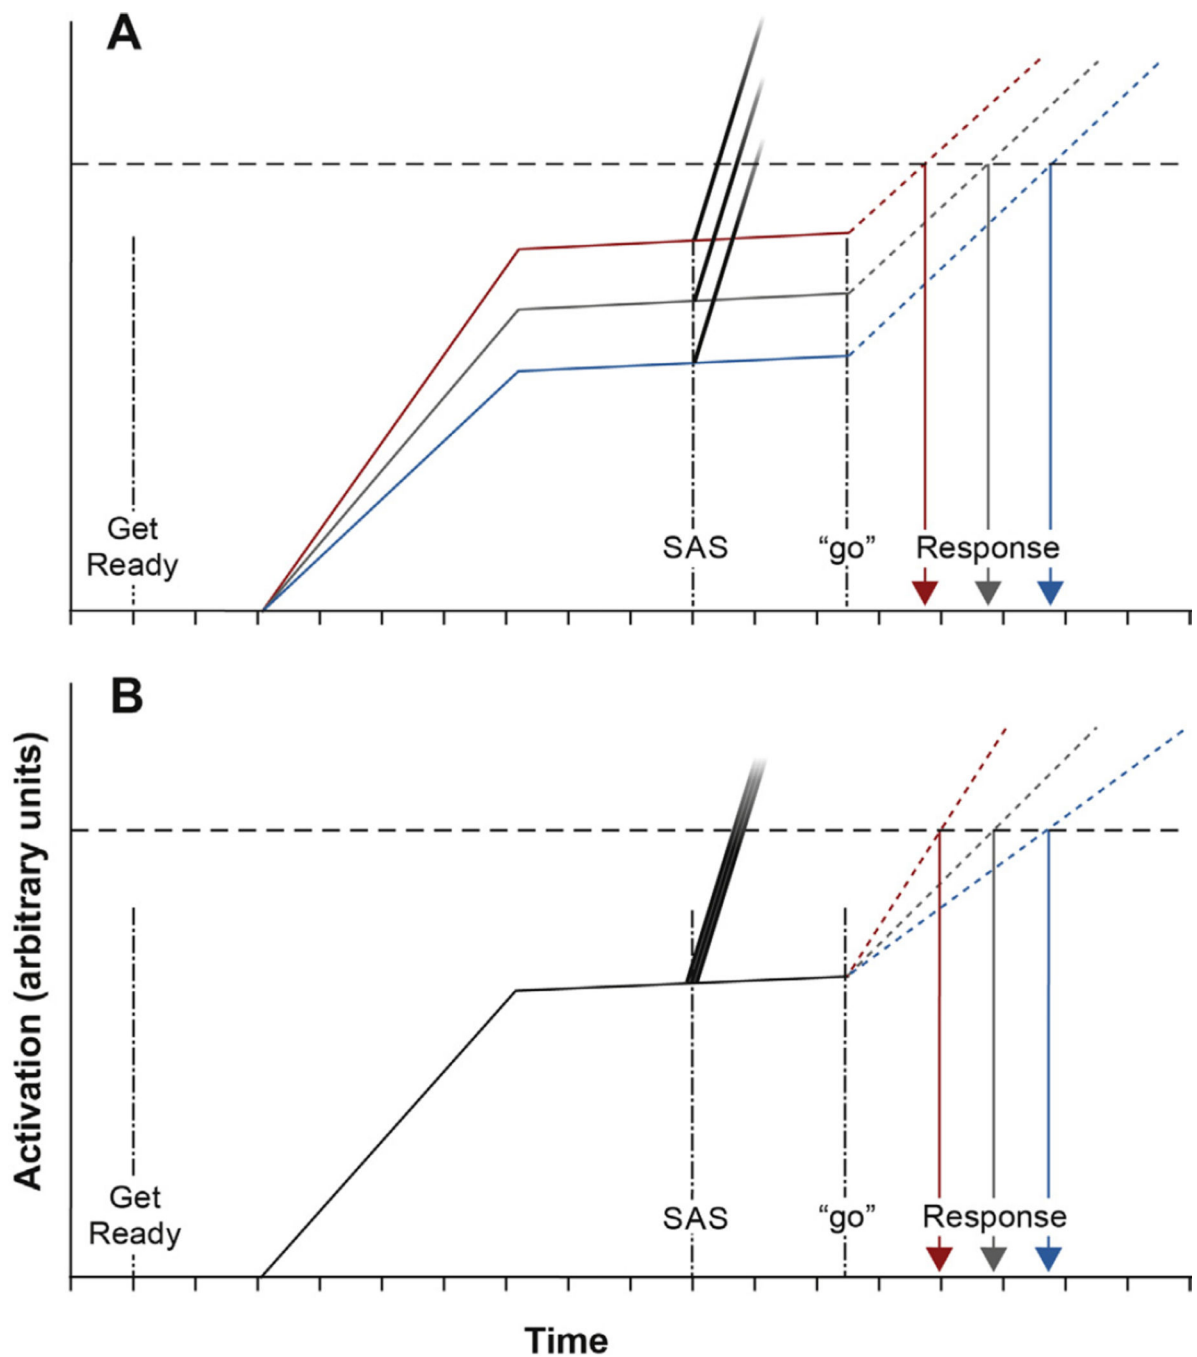 A
Get
Ready
SAS
“go”
Response
B
Activation (arbitrary units)
Get
Ready
SAS
“go”
Response
Time